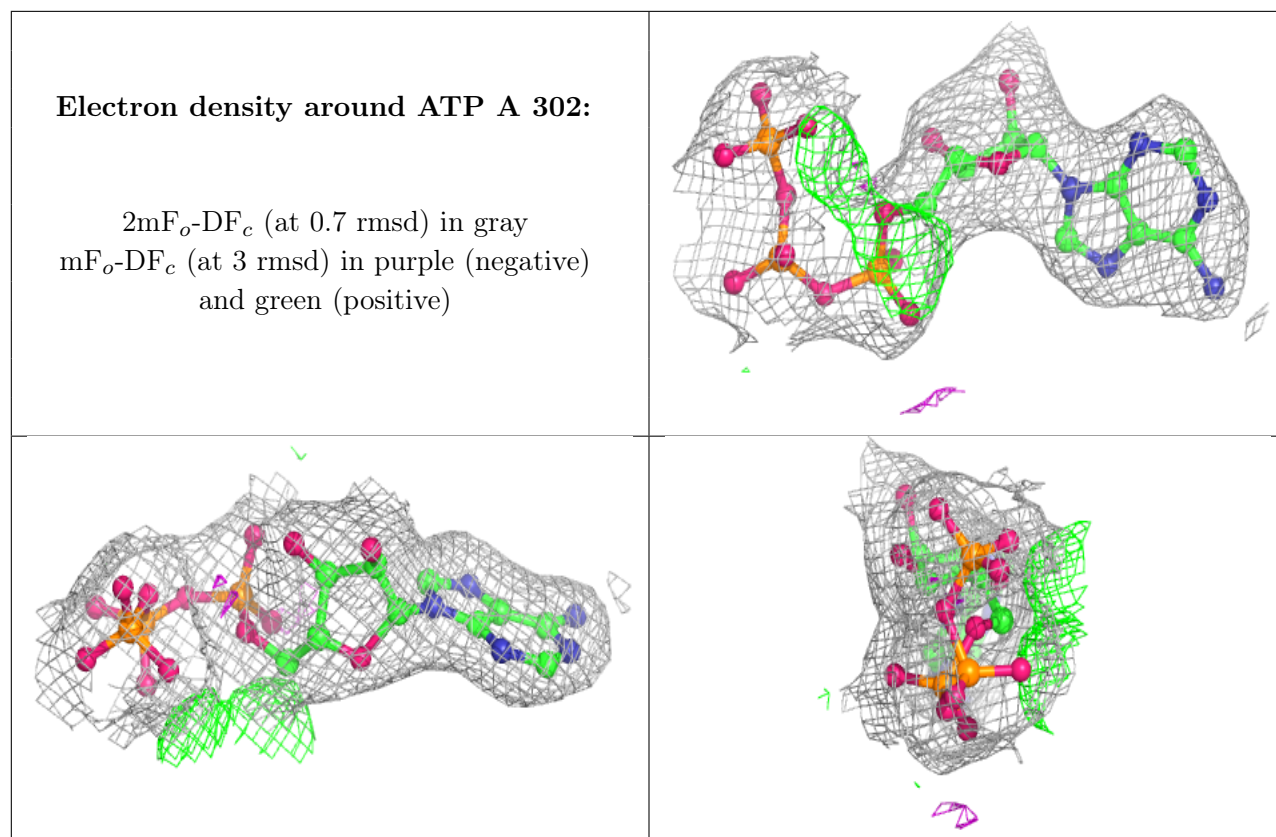 Electron density around ATP A 302:
2mFo-DFc (at 0.7 rmsd) in gray
mFo-DFc (at 3 rmsd) in purple (negative)
and green (positive)